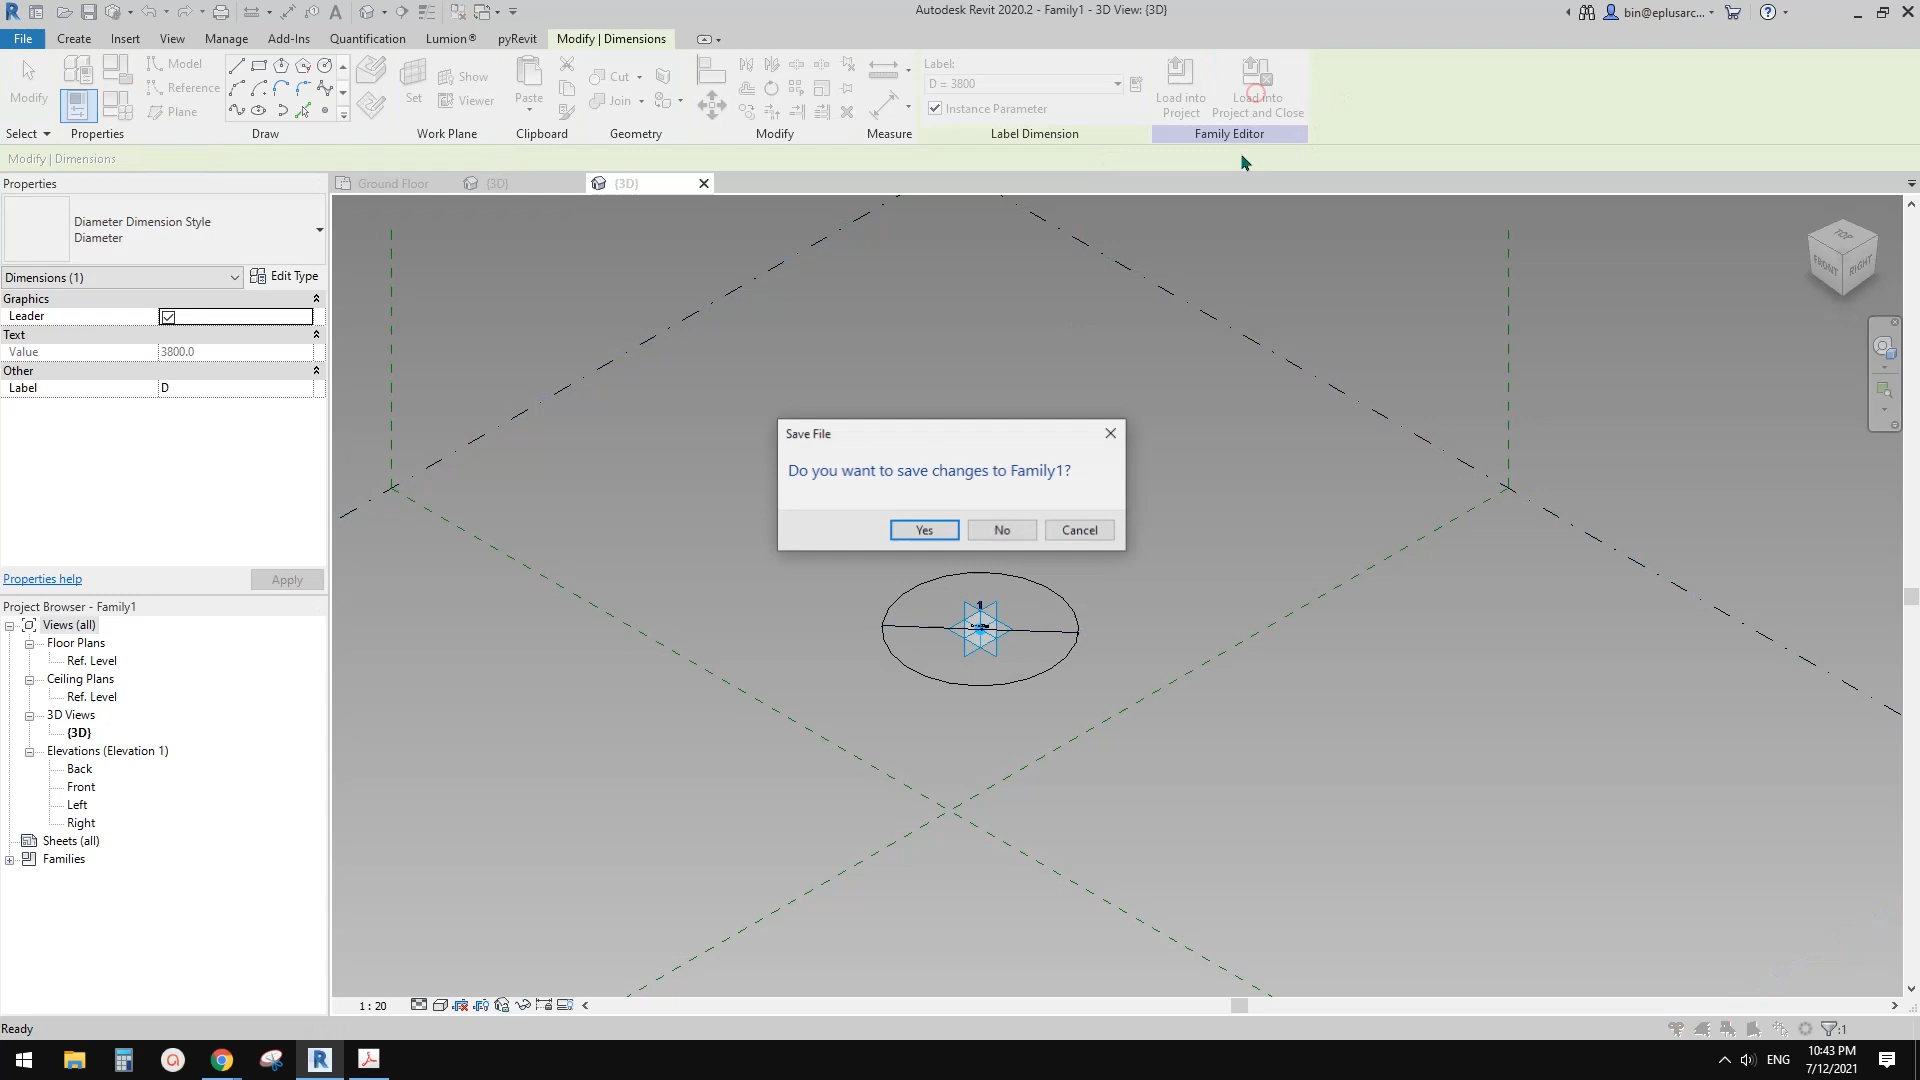 Autodesk Revit 2020.2 - Family1 - 3D View: {3D}
bin@eplusarc...
File Create Insert View Manage Add-Ins Quantification Lumion® pyRevit Modify | Dimensions
Modify
Model
Reference
Plane
Set
Show
Viewer
Paste
Cut
Join
Label:
D = 3800
Instance Parameter
Load into Project
Load into Project and Close
Select Properties Draw Work Plane Clipboard Geometry Modify Measure Label Dimension Family Editor
Modify | Dimensions
Properties
Ground Floor {3D} {3D}
Diameter Dimension Style
Diameter
Dimensions (1) Edit Type
Graphics
Leader
Text
Value 3800.0
Other
Label D
Properties help Apply
Project Browser - Family1
Views (all)
Floor Plans
Ref. Level
Ceiling Plans
Ref. Level
3D Views
{3D}
Elevations (Elevation 1)
Back
Front
Left
Right
Sheets (all)
Families
TOP
FRONT
RIGHT
Save File
Do you want to save changes to Family1?
Yes No Cancel
1
1 : 20
Ready
:1
ENG
10:43 PM
7/12/2021